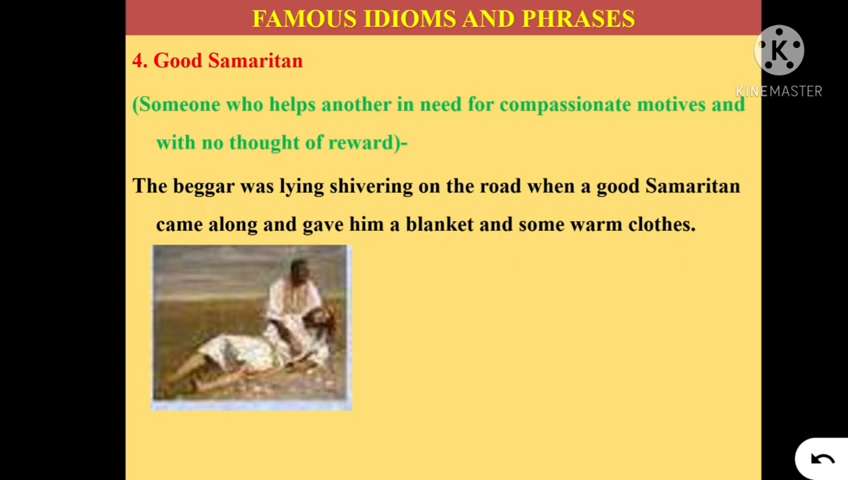 FAMOUS IDIOMS AND PHRASES
4. Good Samaritan
K
KINEMASTER
(Someone who helps another in need for compassionate motives and
with no thought of reward)-
The beggar was lying shivering on the road when a good Samaritan
came along and gave him a blanket and some warm clothes.